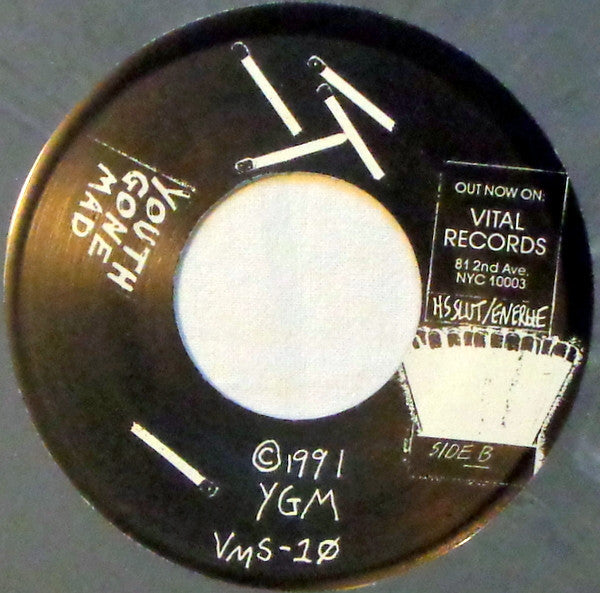 YOUTH
GONE
MAD
OUT NOW ON:
VITAL
RECORDS
81 2nd Ave.
NYC 10003
SIDE B
©1991
YGM
VMS-1Ø